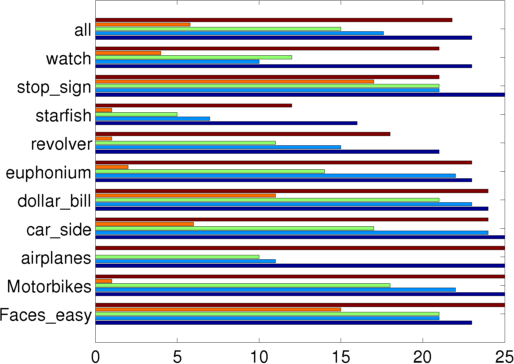 all
watch
stop_sign
starfish
revolver
euphonium
dollar_bill
car_side
airplanes
Motorbikes
Faces_easy
0 5 10 15 20 25